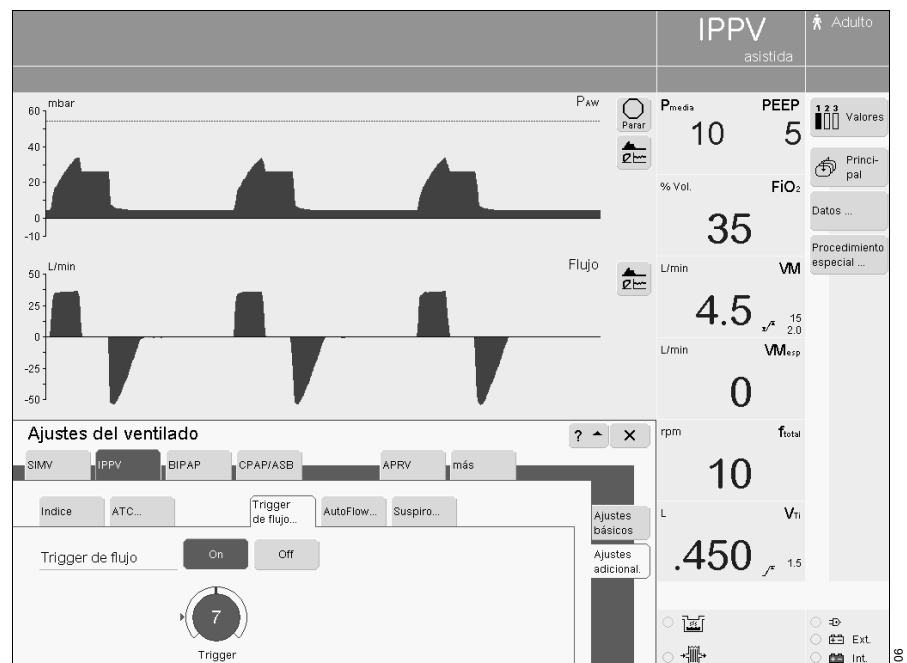 IPPV
asistida
Adulto
mbar
PAW
60
40
20
0
-10
Parar
L/min
Flujo
50
25
0
-25
-50
Pmedia PEEP
10 5
% Vol. FiO2
35
L/min VM
4.5 15
2.0
L/min VMesp
0
rpm ftotal
10
L VTi
.450 1.5
1 2 3
Valores
Princi-
pal
Datos ...
Procedimiento
especial ...
Ajustes del ventilado
?
SIMV IPPV BIPAP CPAP/ASB APRV más
Indice ATC... Trigger
de flujo... AutoFlow... Suspiro...
Ajustes
básicos
Ajustes
adicional.
Trigger de flujo On Off
7
Trigger
Ext.
Int.
06